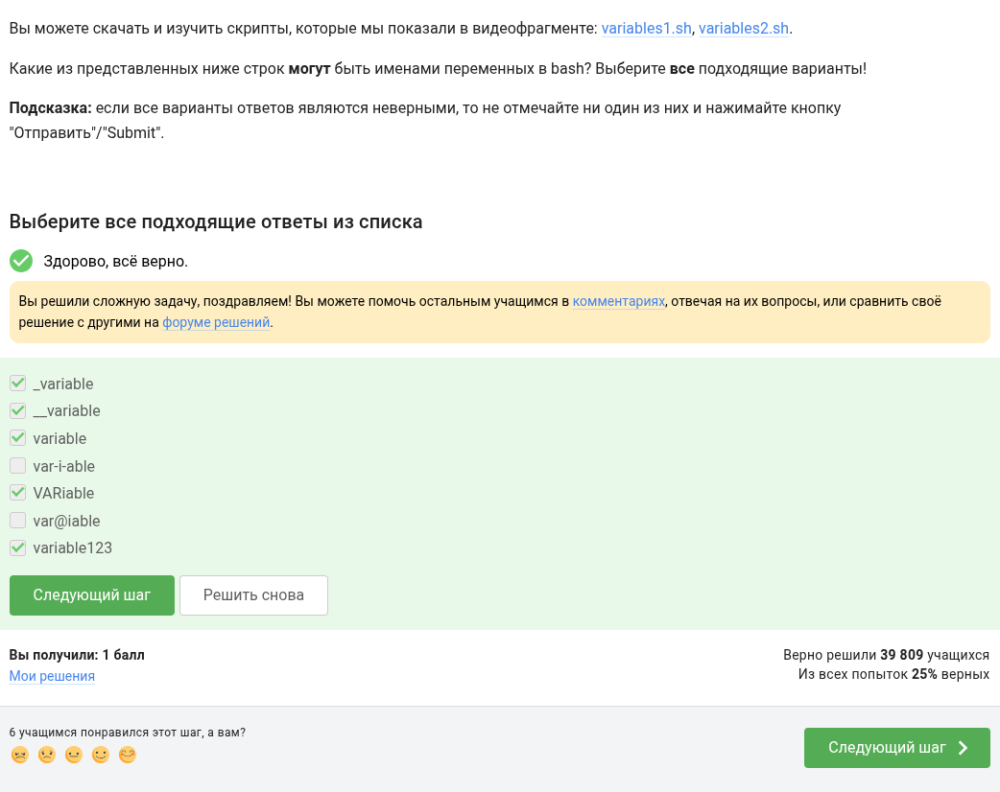 Вы можете скачать и изучить скрипты, которые мы показали в видеофрагменте: variables1.sh, variables2.sh.
Какие из представленных ниже строк могут быть именами переменных в bash? Выберите все подходящие варианты!
Подсказка: если все варианты ответов являются неверными, то не отмечайте ни один из них и нажимайте кнопку
"Отправить"/"Submit".
Выберите все подходящие ответы из списка
Здорово, всё верно.
Вы решили сложную задачу, поздравляем! Вы можете помочь остальным учащимся в комментариях, отвечая на их вопросы, или сравнить своё
решение с другими на форуме решений.
_variable
__variable
variable
var-i-able
VARiable
var@iable
variable123
Следующий шаг
Решить снова
Вы получили: 1 балл
Мои решения
Верно решили 39 809 учащихся
Из всех попыток 25% верных
6 учащимся понравился этот шаг, а вам?
Следующий шаг